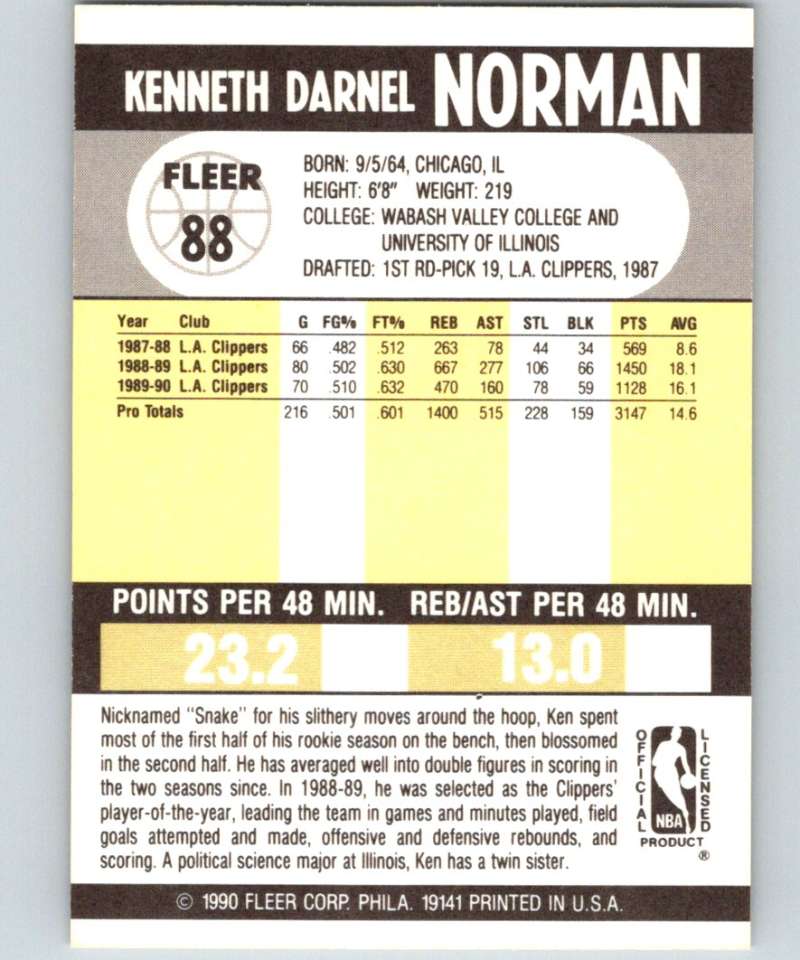 KENNETH DARNEL NORMAN
FLEER
88
BORN: 9/5/64, CHICAGO, IL
HEIGHT: 6'8" WEIGHT: 219
COLLEGE: WABASH VALLEY COLLEGE AND
UNIVERSITY OF ILLINOIS
DRAFTED: 1ST RD-PICK 19, L.A. CLIPPERS, 1987
Year Club G FG% FT% REB AST STL BLK PTS AVG
1987-88 L.A. Clippers 66 .482 .512 263 78 44 34 569 8.6
1988-89 L.A. Clippers 80 .502 .630 667 277 106 66 1450 18.1
1989-90 L.A. Clippers 70 .510 .632 470 160 78 59 1128 16.1
Pro Totals 216 .501 .601 1400 515 228 159 3147 14.6
POINTS PER 48 MIN. REB/AST PER 48 MIN.
23.2 13.0
Nicknamed "Snake" for his slithery moves around the hoop, Ken spent
most of the first half of his rookie season on the bench, then blossomed
in the second half. He has averaged well into double figures in scoring in
the two seasons since. In 1988-89, he was selected as the Clippers'
player-of-the-year, leading the team in games and minutes played, field
goals attempted and made, offensive and defensive rebounds, and
scoring. A political science major at Illinois, Ken has a twin sister.
OFFICIAL
LICENSED
NBA
PRODUCT
®
© 1990 FLEER CORP. PHILA. 19141 PRINTED IN U.S.A.